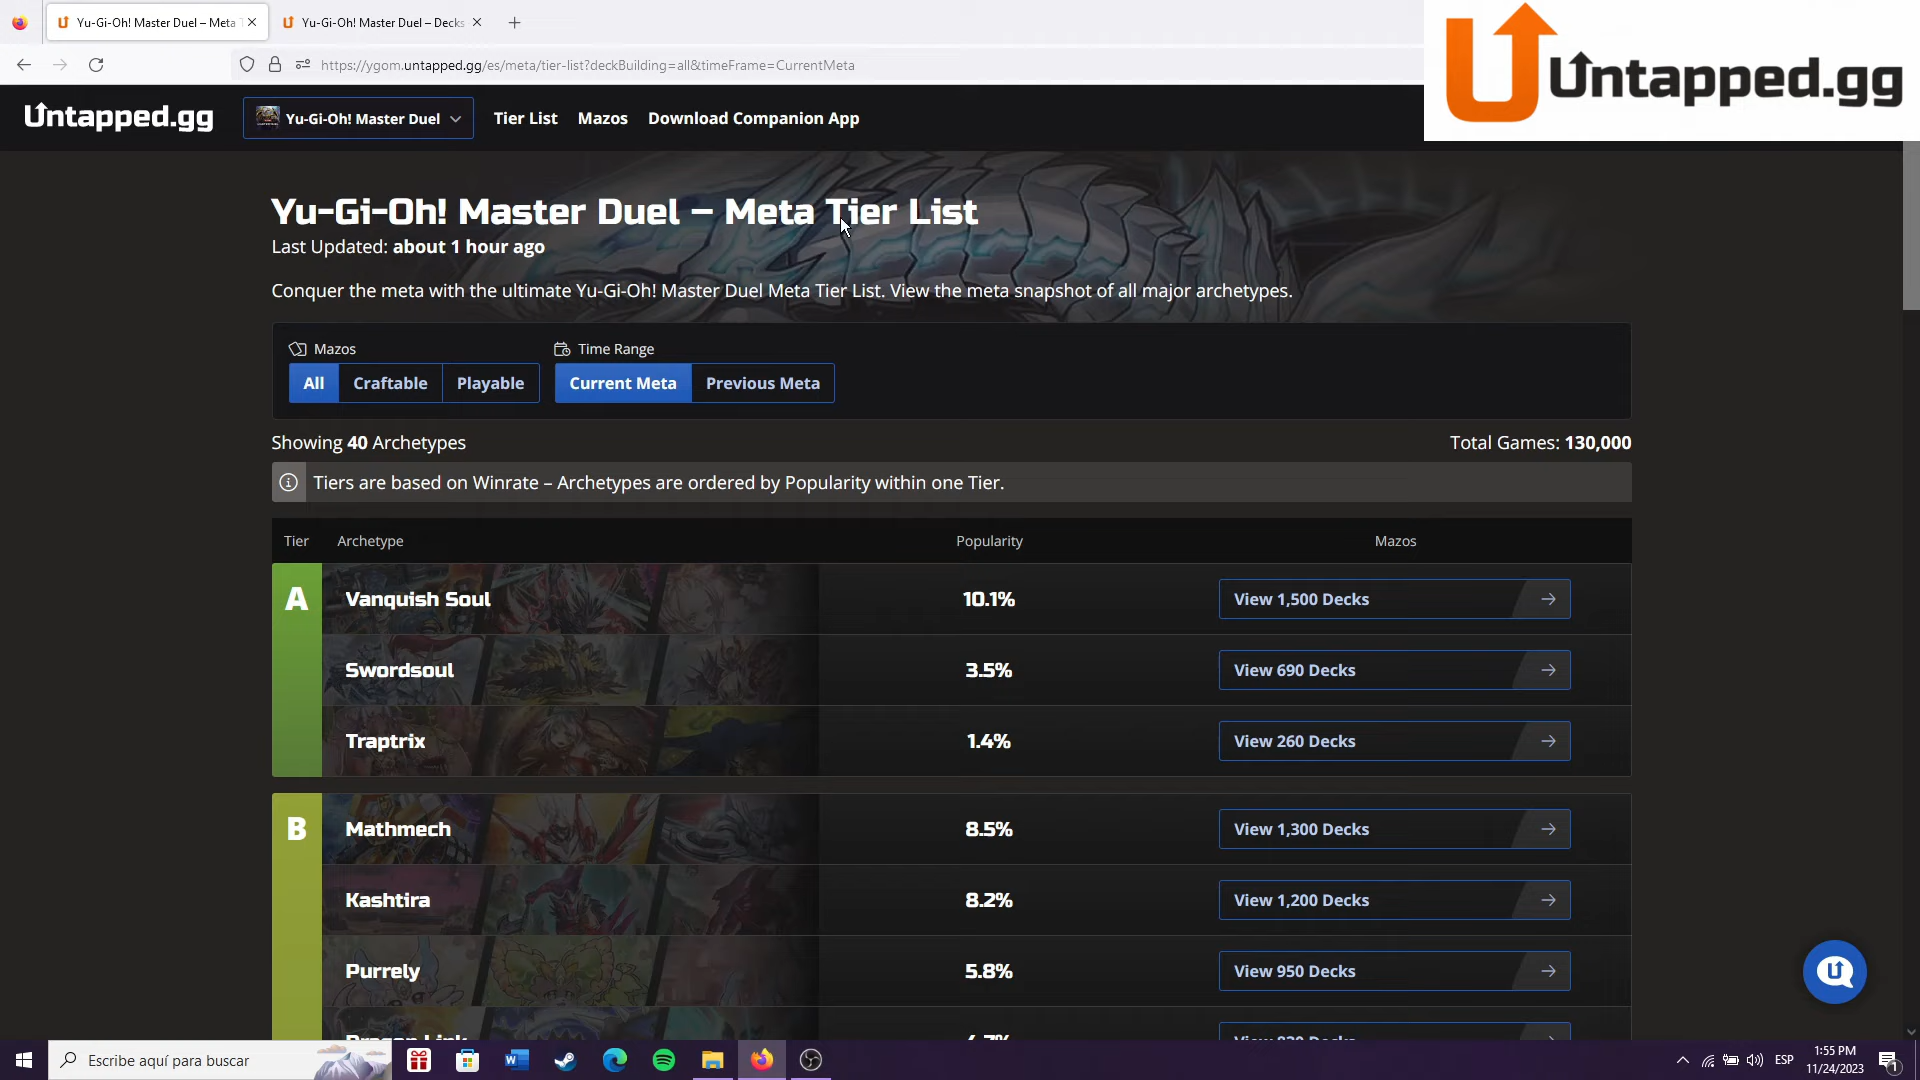 Yu-Gi-Oh! Master Duel – Meta
Yu-Gi-Oh! Master Duel – Decks
https://ygom.untapped.gg/es/meta/tier-list?deckBuilding=all&timeFrame=CurrentMeta
Untapped.gg
Untapped.gg
Yu-Gi-Oh! Master Duel
Tier List
Mazos
Download Companion App
Yu-Gi-Oh! Master Duel – Meta Tier List
Last Updated: about 1 hour ago
Conquer the meta with the ultimate Yu-Gi-Oh! Master Duel Meta Tier List. View the meta snapshot of all major archetypes.
Mazos
Time Range
All
Craftable
Playable
Current Meta
Previous Meta
Showing 40 Archetypes
Total Games: 130,000
Tiers are based on Winrate – Archetypes are ordered by Popularity within one Tier.
Tier
Archetype
Popularity
Mazos
A
Vanquish Soul
10.1%
View 1,500 Decks
Swordsoul
3.5%
View 690 Decks
Traptrix
1.4%
View 260 Decks
B
Mathmech
8.5%
View 1,300 Decks
Kashtira
8.2%
View 1,200 Decks
Purrely
5.8%
View 950 Decks
Dragon Link
Escribe aquí para buscar
ESP
1:55 PM
11/24/2023
1